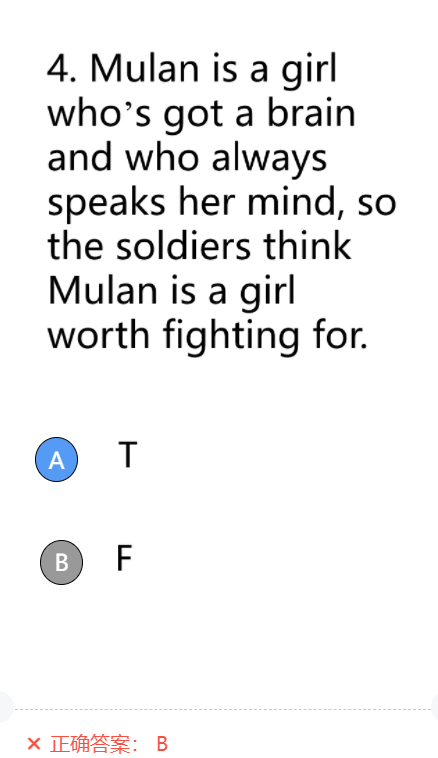 4. Mulan is a girl
who’s got a brain
and who always
speaks her mind, so
the soldiers think
Mulan is a girl
worth fighting for.
A T
B F
× 正确答案： B